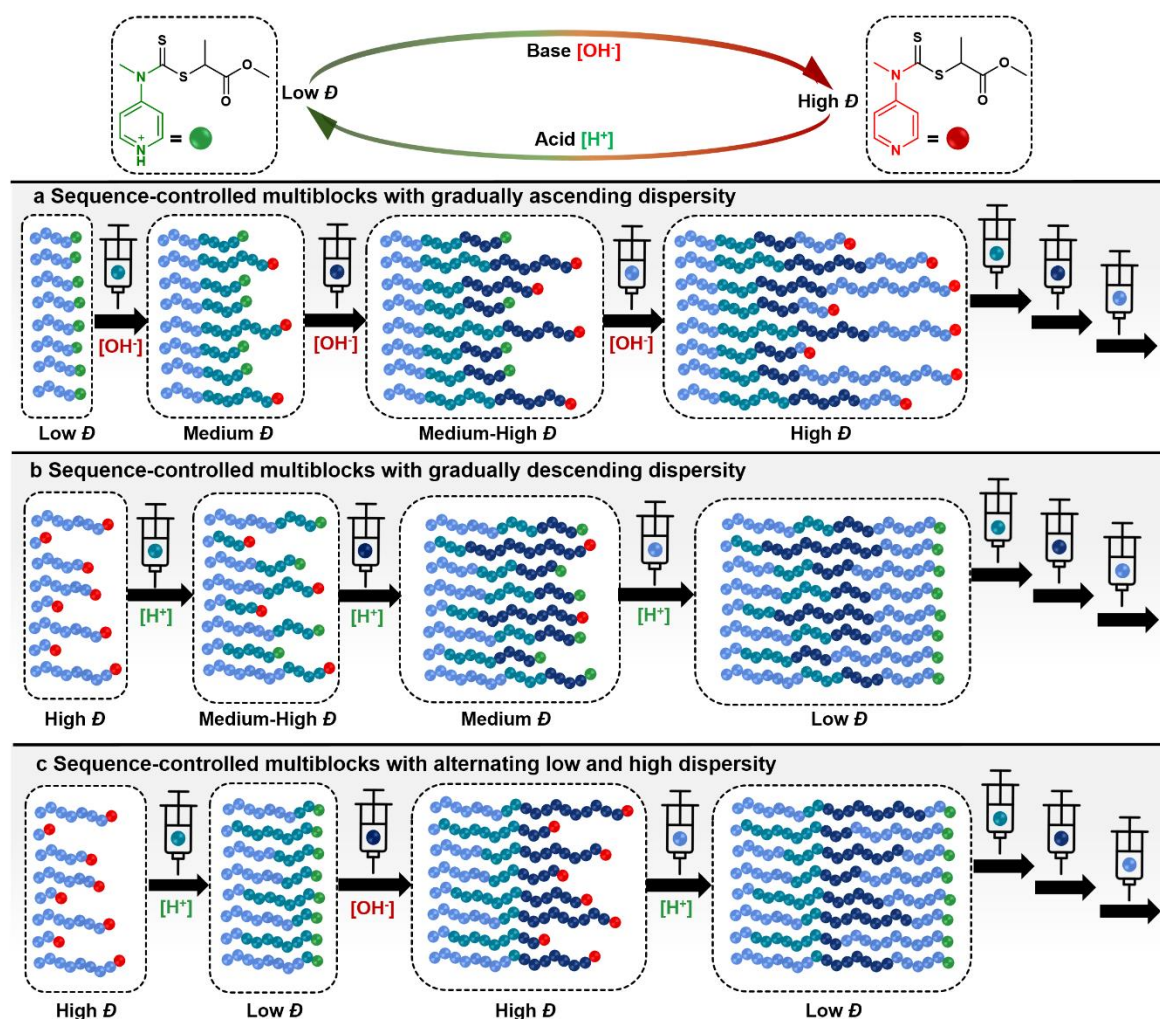 S
N
S
O
O
+
N
H
=
Low Đ
Base [OH-]
Acid [H+]
High Đ
S
N
S
O
O
N
=
a Sequence-controlled multiblocks with gradually ascending dispersity
[OH-]
[OH-]
[OH-]
Low Đ
Medium Đ
Medium-High Đ
High Đ
b Sequence-controlled multiblocks with gradually descending dispersity
[H+]
[H+]
[H+]
High Đ
Medium-High Đ
Medium Đ
Low Đ
c Sequence-controlled multiblocks with alternating low and high dispersity
[H+]
[OH-]
[H+]
High Đ
Low Đ
High Đ
Low Đ